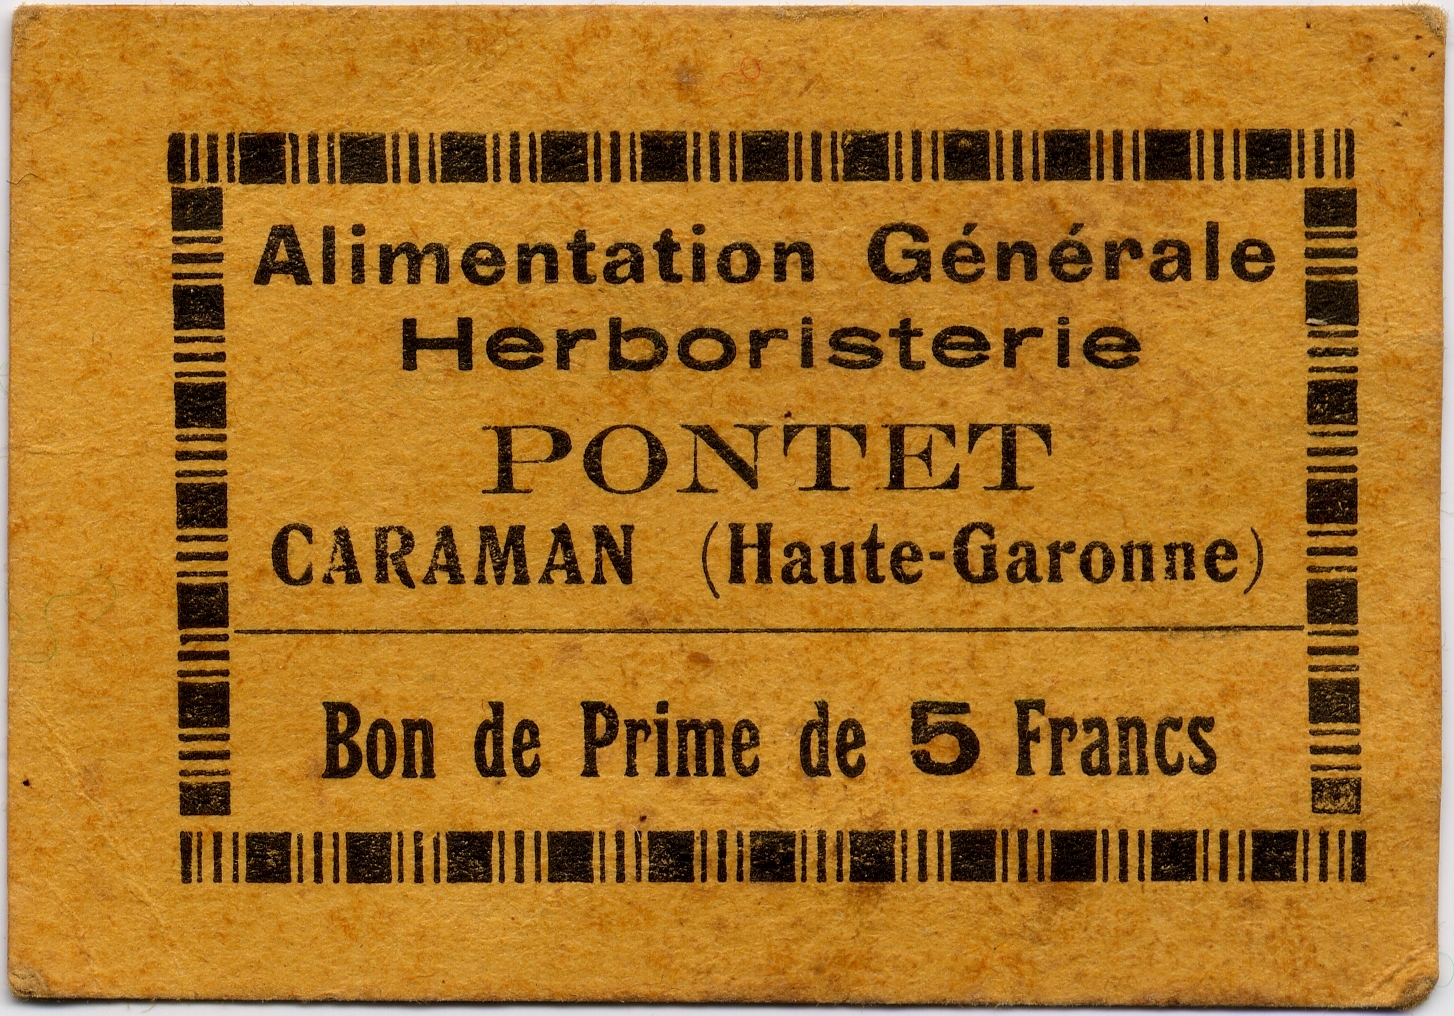 Alimentation Générale
Herboristerie
PONTET
CARAMAN (Haute-Garonne)
Bon de Prime de 5 Francs